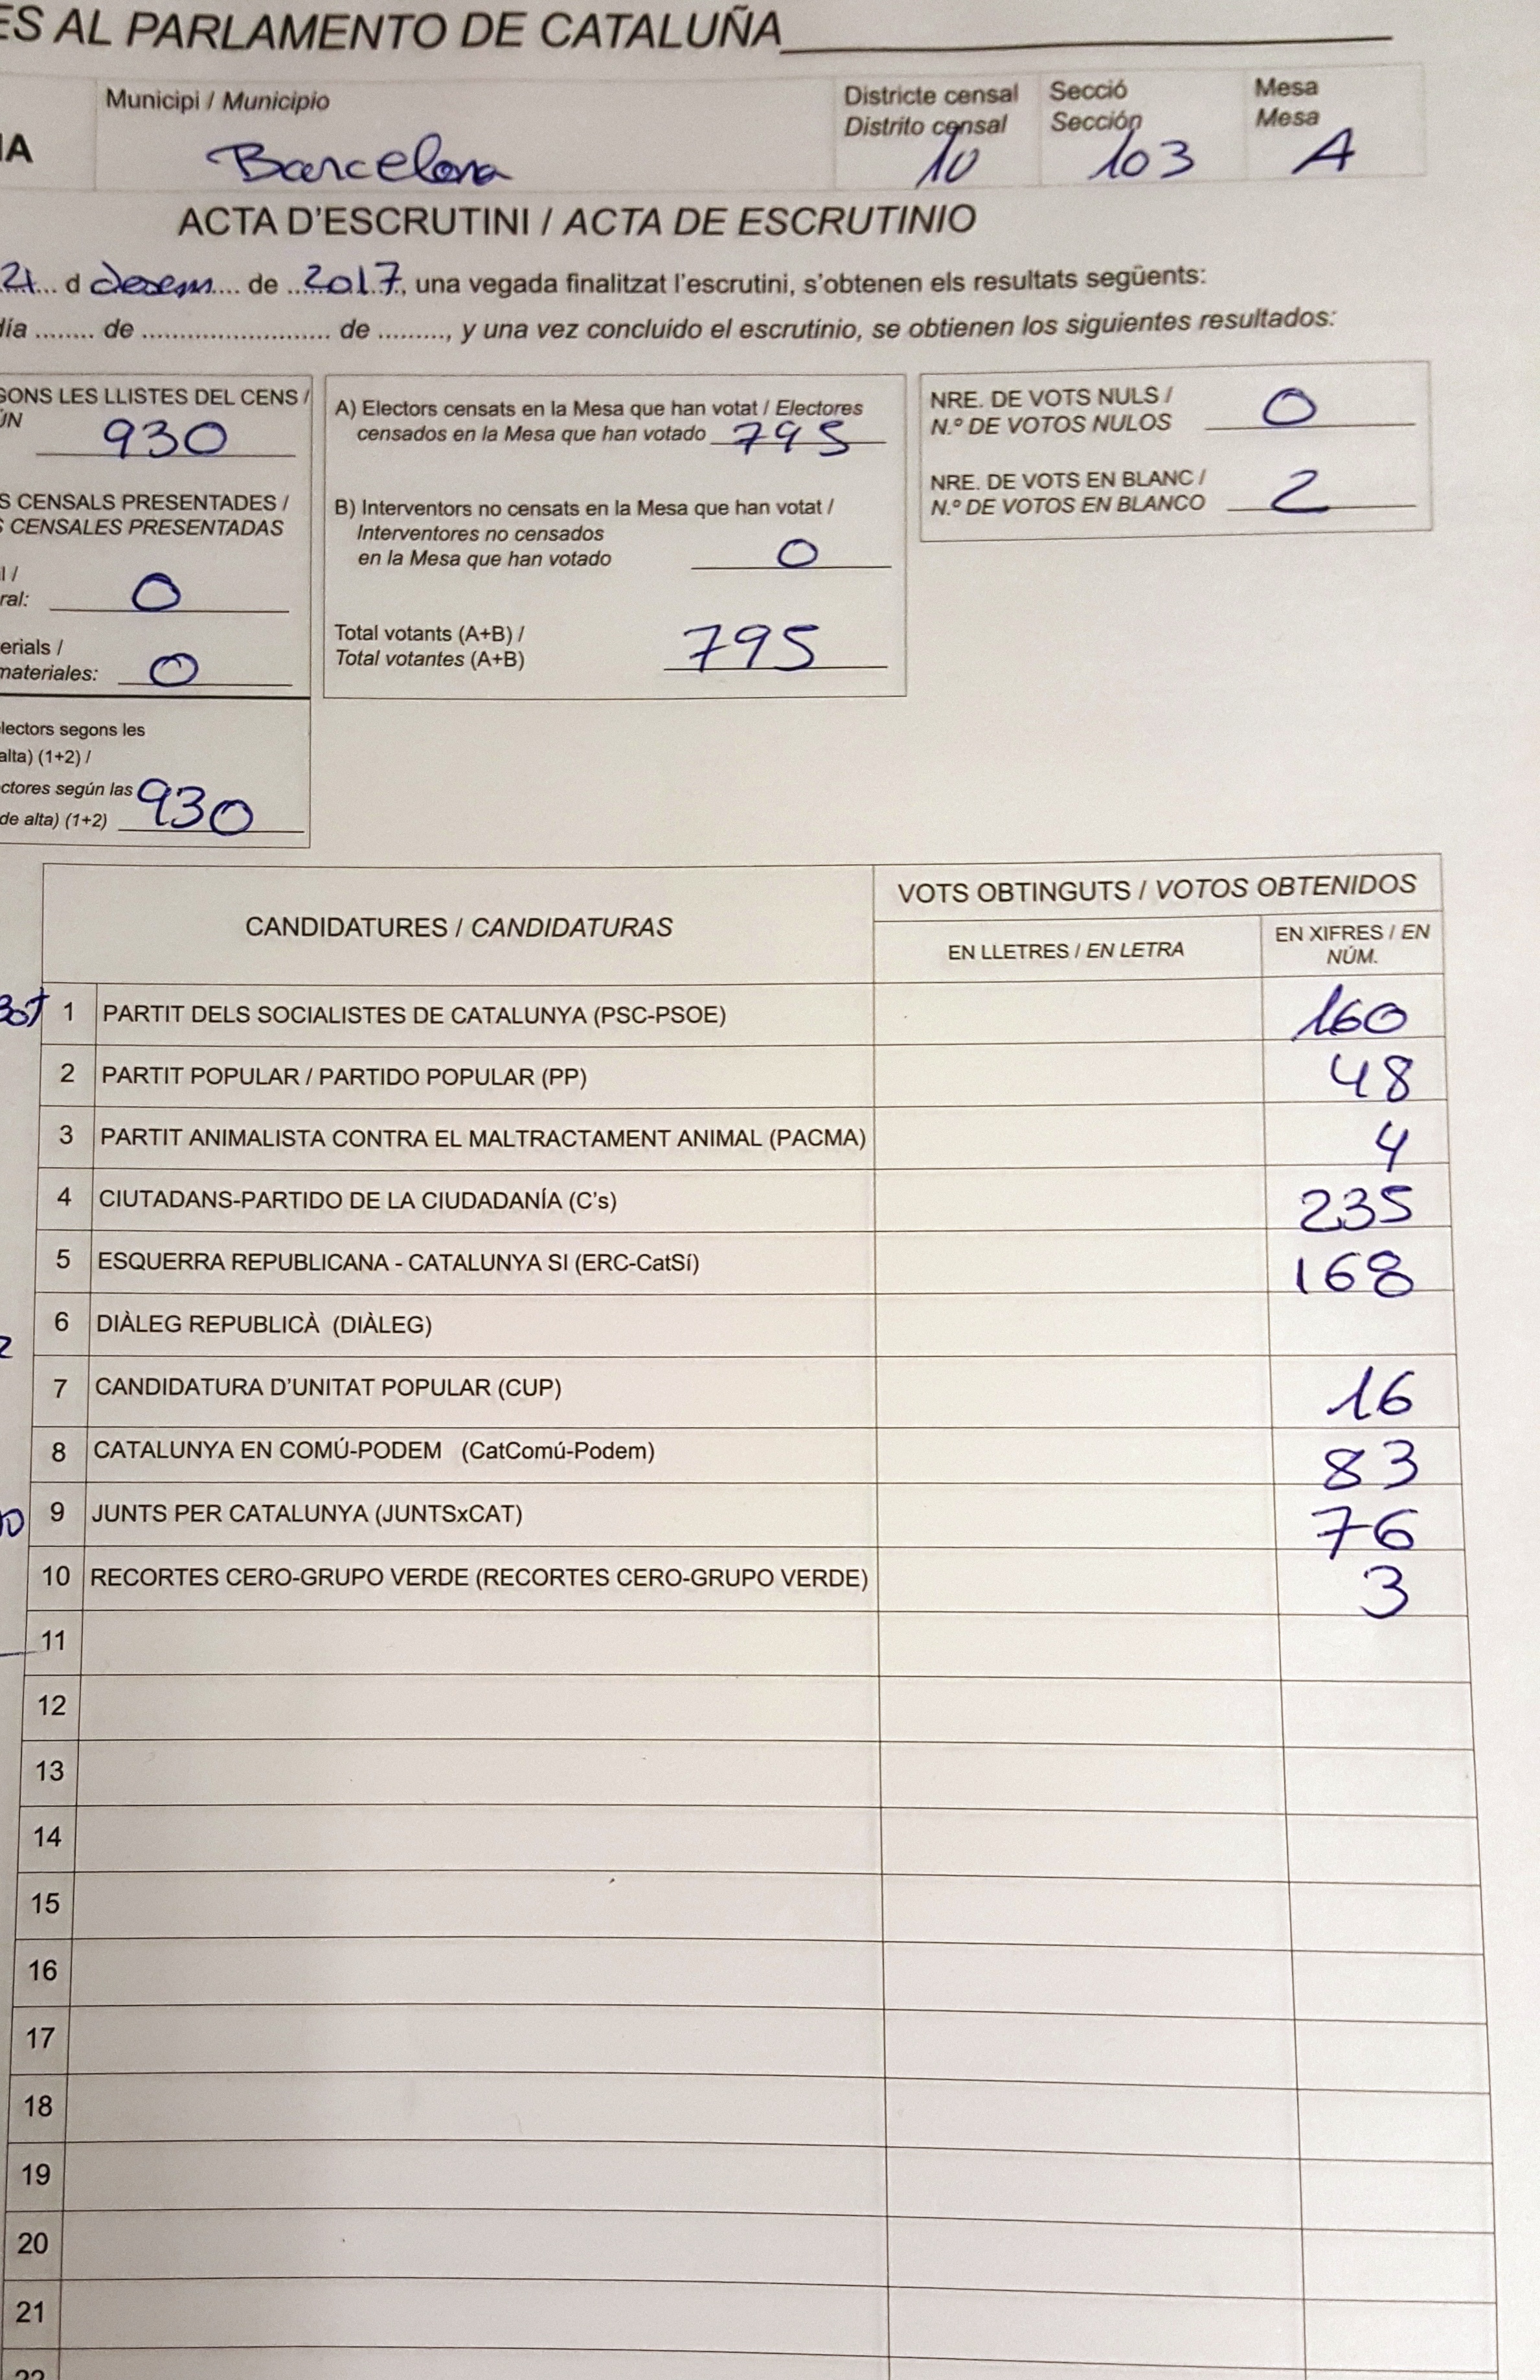 ES AL PARLAMENTO DE CATALUÑA
Municipi / Municipio
Districte censal
Distrito censal
Secció
Sección
Mesa
Mesa
IA
Barcelona
10
103
A
ACTA D'ESCRUTINI / ACTA DE ESCRUTINIO
21 d desem de 2017, una vegada finalitzat l'escrutini, s'obtenen els resultats següents:
día ........ de ............................ de ........., y una vez concluido el escrutinio, se obtienen los siguientes resultados:
GONS LES LLISTES DEL CENS /
ÚN
930
S CENSALS PRESENTADES /
S CENSALES PRESENTADAS
l /
ral: 0
erials /
materiales: 0
lectors segons les
alta) (1+2) /
ctores según las
de alta) (1+2) 930
A) Electors censats en la Mesa que han votat / Electores
censados en la Mesa que han votado 795
B) Interventors no censats en la Mesa que han votat /
Interventores no censados
en la Mesa que han votado 0
Total votants (A+B) /
Total votantes (A+B) 795
NRE. DE VOTS NULS /
N.º DE VOTOS NULOS 0
NRE. DE VOTS EN BLANC /
N.º DE VOTOS EN BLANCO 2
CANDIDATURES / CANDIDATURAS
VOTS OBTINGUTS / VOTOS OBTENIDOS
EN LLETRES / EN LETRA
EN XIFRES / EN
NÚM.
1 PARTIT DELS SOCIALISTES DE CATALUNYA (PSC-PSOE) 160
2 PARTIT POPULAR / PARTIDO POPULAR (PP) 48
3 PARTIT ANIMALISTA CONTRA EL MALTRACTAMENT ANIMAL (PACMA) 4
4 CIUTADANS-PARTIDO DE LA CIUDADANÍA (C's) 235
5 ESQUERRA REPUBLICANA - CATALUNYA SI (ERC-CatSí) 168
6 DIÀLEG REPUBLICÀ (DIÀLEG)
7 CANDIDATURA D'UNITAT POPULAR (CUP) 16
8 CATALUNYA EN COMÚ-PODEM (CatComú-Podem) 83
9 JUNTS PER CATALUNYA (JUNTSxCAT) 76
10 RECORTES CERO-GRUPO VERDE (RECORTES CERO-GRUPO VERDE) 3
11
12
13
14
15
16
17
18
19
20
21
22